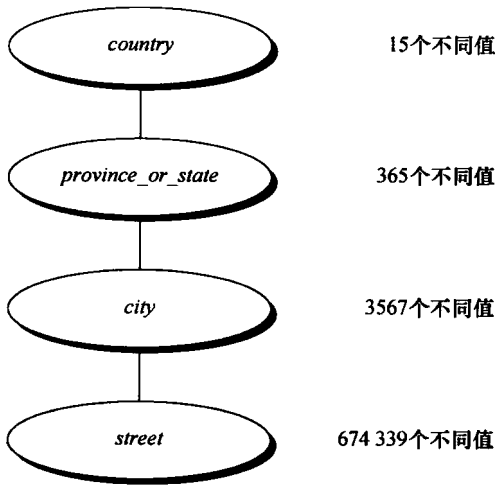 country 15个不同值
province_or_state 365个不同值
city 3567个不同值
street 674 339个不同值